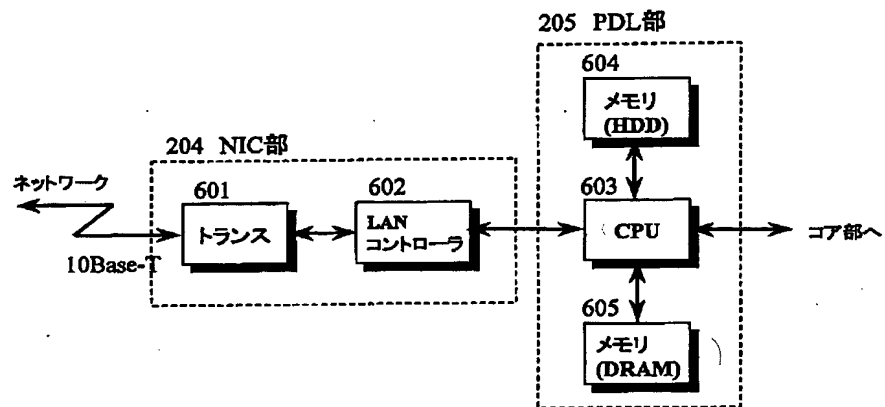 205 PDL部
604
メモリ
(HDD)
204 NIC部
ネットワーク
601
トランス
602
LAN
コントローラ
603
CPU
コア部へ
10Base-T
605
メモリ
(DRAM)